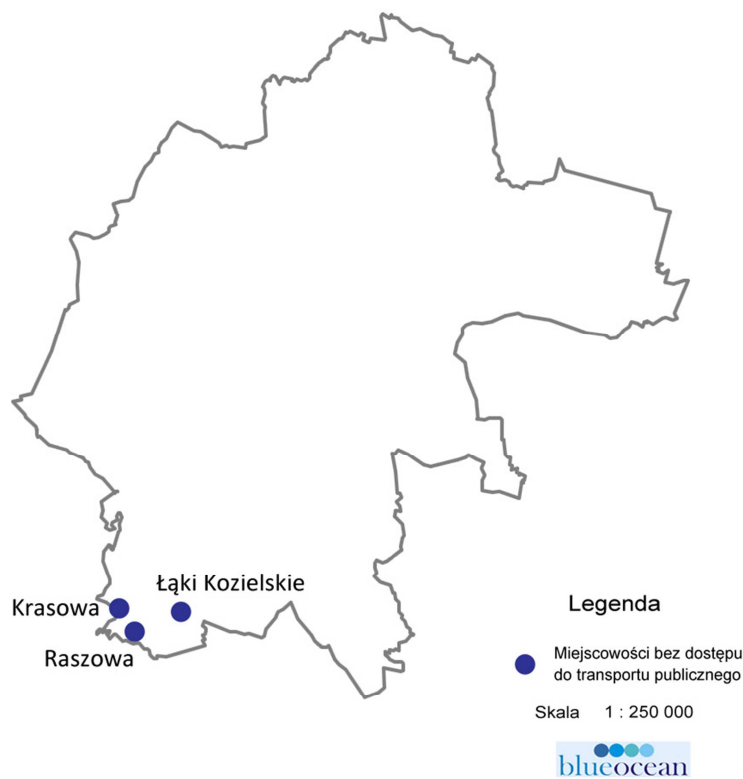 Łąki Kozielskie
Krasowa
Raszowa
Legenda
Miejscowości bez dostępu
do transportu publicznego
Skala 1 : 250 000
blueocean